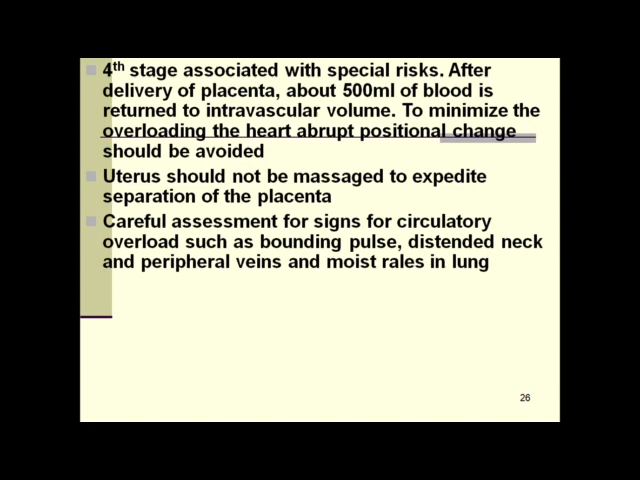 4th stage associated with special risks. After
delivery of placenta, about 500ml of blood is
returned to intravascular volume. To minimize the
overloading the heart abrupt positional change
should be avoided
Uterus should not be massaged to expedite
separation of the placenta
Careful assessment for signs for circulatory
overload such as bounding pulse, distended neck
and peripheral veins and moist rales in lung
26